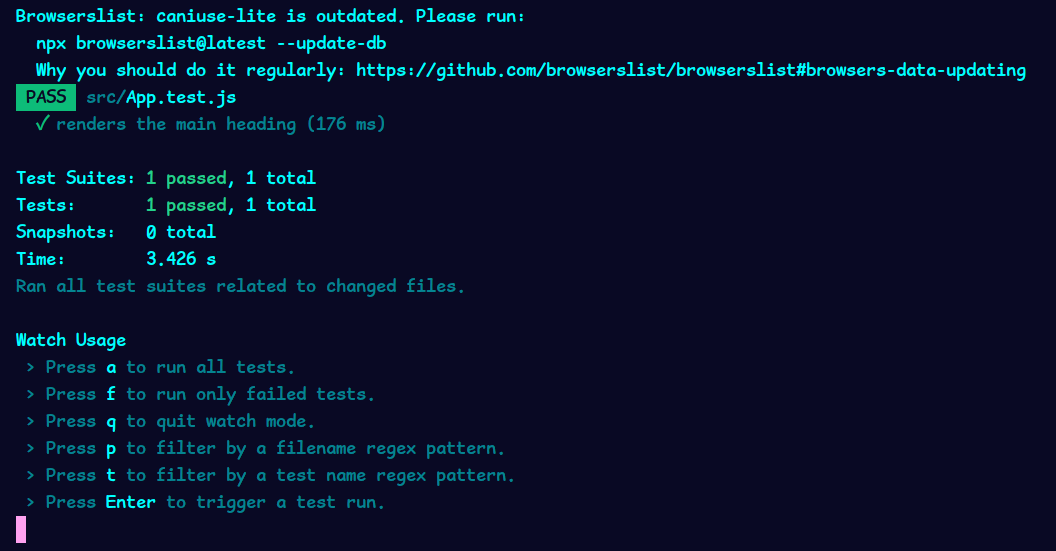 Browserslist: caniuse-lite is outdated. Please run:
npx browserslist@latest --update-db
Why you should do it regularly: https://github.com/browserslist/browserslist#browsers-data-updating
PASS src/App.test.js
✓ renders the main heading (176 ms)
Test Suites: 1 passed, 1 total
Tests: 1 passed, 1 total
Snapshots: 0 total
Time: 3.426 s
Ran all test suites related to changed files.
Watch Usage
› Press a to run all tests.
› Press f to run only failed tests.
› Press q to quit watch mode.
› Press p to filter by a filename regex pattern.
› Press t to filter by a test name regex pattern.
› Press Enter to trigger a test run.